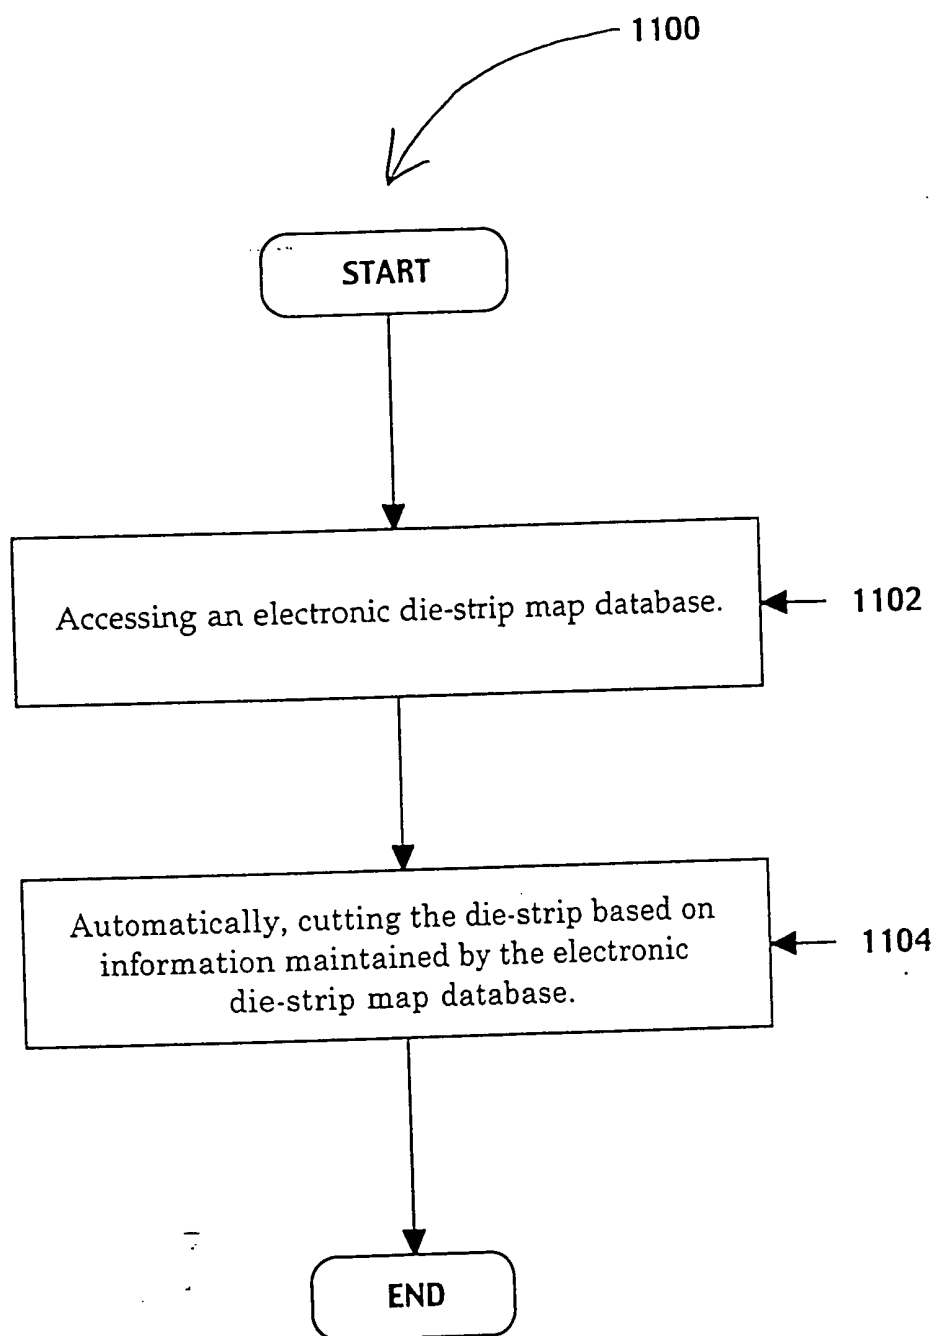 1100
START
Accessing an electronic die-strip map database.
1102
Automatically, cutting the die-strip based on
information maintained by the electronic
die-strip map database.
1104
END